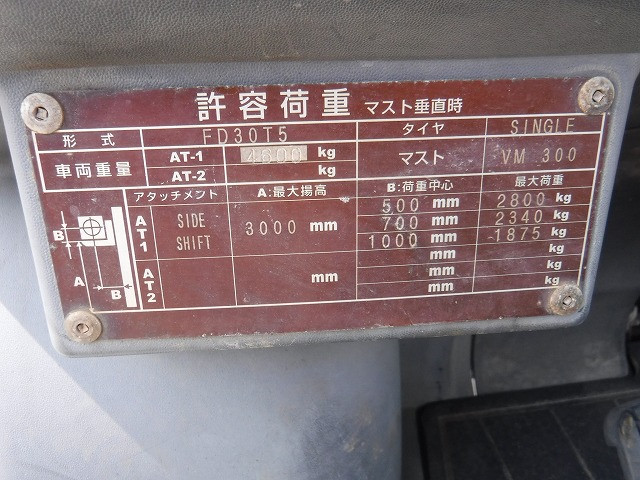 許容荷重 マスト垂直時
形式 FD30T5 タイヤ SINGLE
車両重量 AT-1 4600 kg マスト VM 300
AT-2 kg
アタッチメント A:最大揚高 B:荷重中心 最大荷重
AT1 SIDE SHIFT 3000 mm 500 mm 2800 kg
700 mm 2340 kg
1000 mm 1875 kg
mm kg
AT2 mm mm kg
mm kg
B
A
B